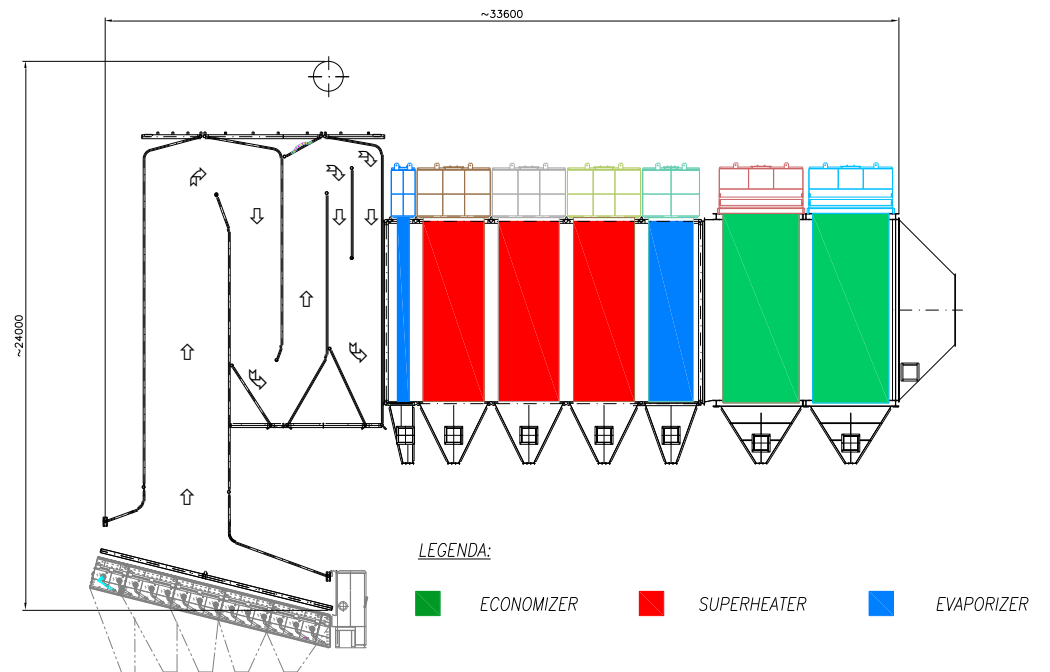 ~33600
~24000
LEGENDA:
ECONOMIZER
SUPERHEATER
EVAPORIZER